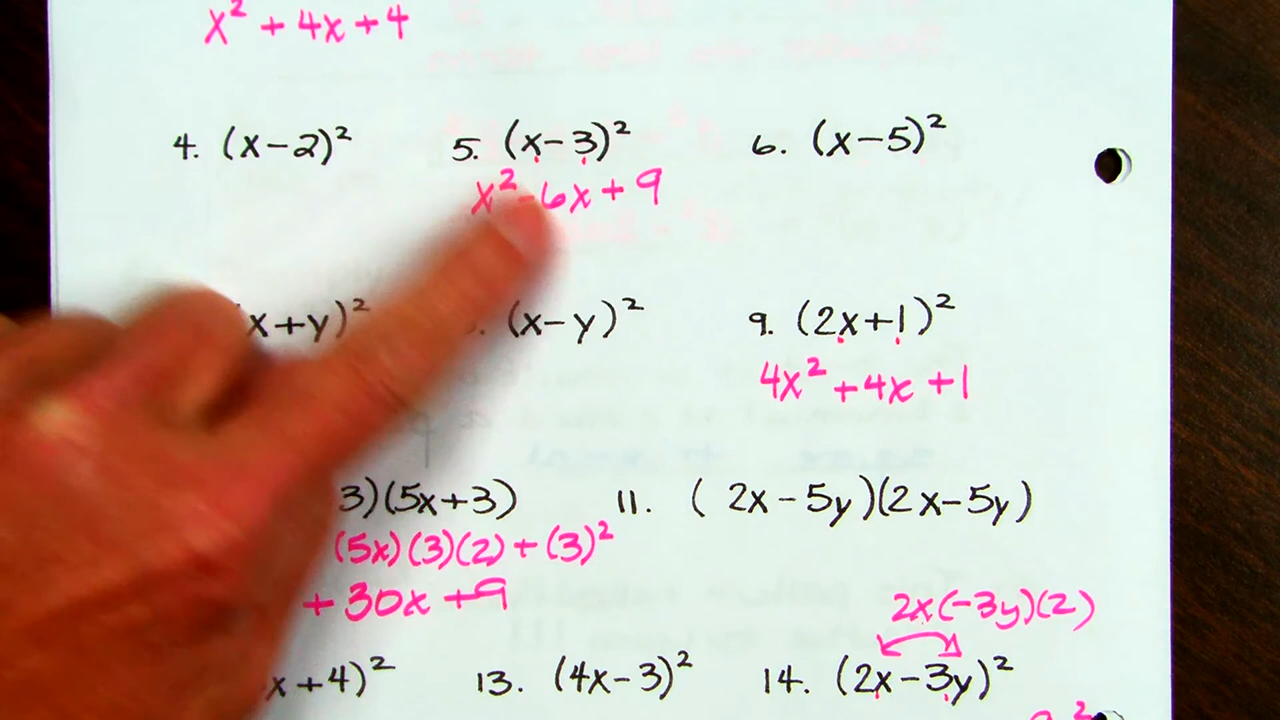 x² + 4x + 4
4. (x-2)² 5. (x-3)² 6. (x-5)²
x² - 6x + 9
x+y)² (x-y)² 9. (2x+1)²
4x² + 4x + 1
3)(5x+3) 11. (2x-5y)(2x-5y)
(5x)(3)(2) + (3)²
+ 30x + 9
2x(-3y)(2)
x+4)² 13. (4x-3)² 14. (2x-3y)²